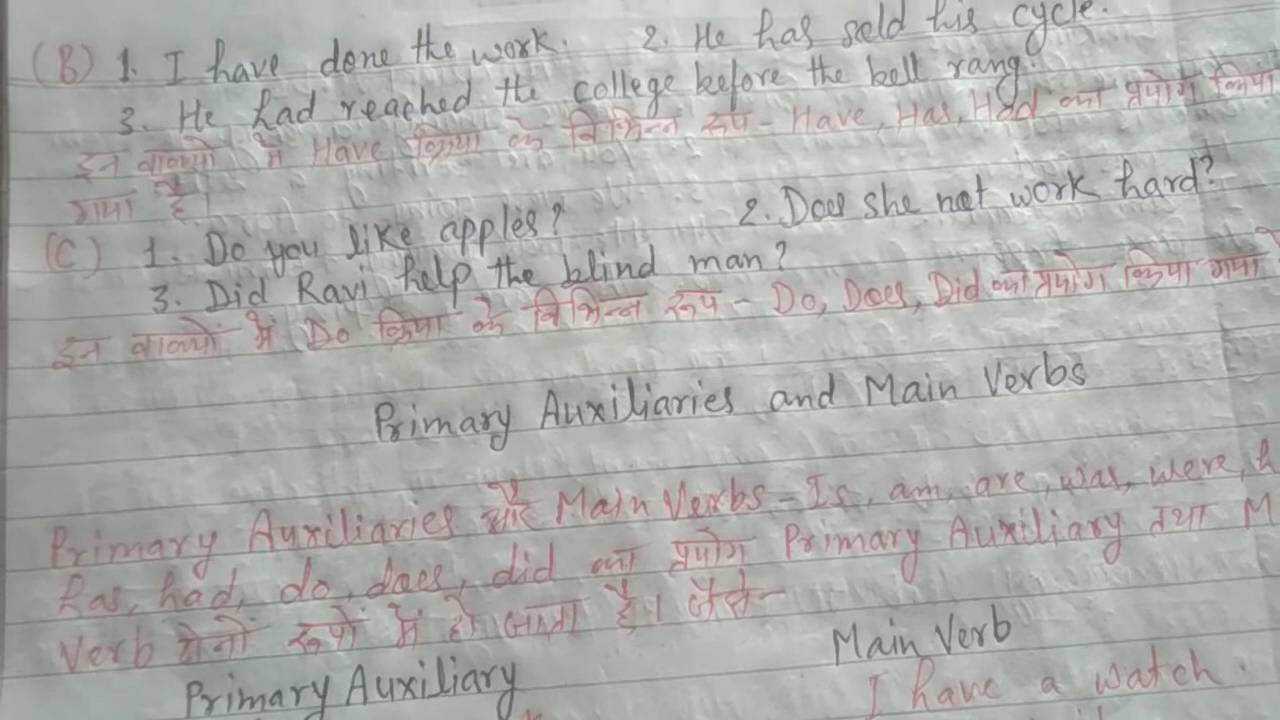 (B) 1. I have done the work. 2. He has sold his cycle.
3. He had reached the college before the bell rang.
इन वाक्यो में Have क्रिया के विभिन्न रूप - Have, Has, Had का प्रयोग किया
गया है।
(C) 1. Do you like apples? 2. Does she not work hard?
3. Did Ravi help the blind man?
इन वाक्यों में Do क्रिया के विभिन्न रूप - Do, Does, Did का प्रयोग किया गया
Primary Auxiliaries and Main Verbs
Primary Auxiliaries और Main Verbs - Is, am, are, was, were,
has, had, do, does, did का प्रयोग Primary Auxiliary तथा
Verb दोनों रूपो में हो जाता है। जैसे-
Primary Auxiliary Main Verb
I have a watch.